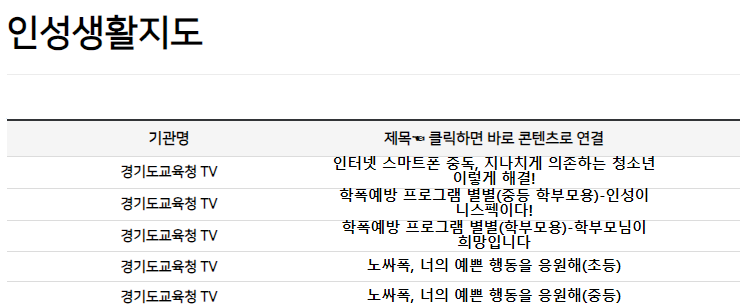 인성생활지도
기관명
제목☜ 클릭하면 바로 콘텐츠로 연결
경기도교육청 TV
인터넷 스마트폰 중독, 지나치게 의존하는 청소년
이렇게 해결!
경기도교육청 TV
학폭예방 프로그램 별별(중등 학부모용)-인성이
니스펙이다!
경기도교육청 TV
학폭예방 프로그램 별별(학부모용)-학부모님이
희망입니다
경기도교육청 TV
노싸폭, 너의 예쁜 행동을 응원해(초등)
경기도교육청 TV
노싸폭, 너의 예쁜 행동을 응원해(중등)